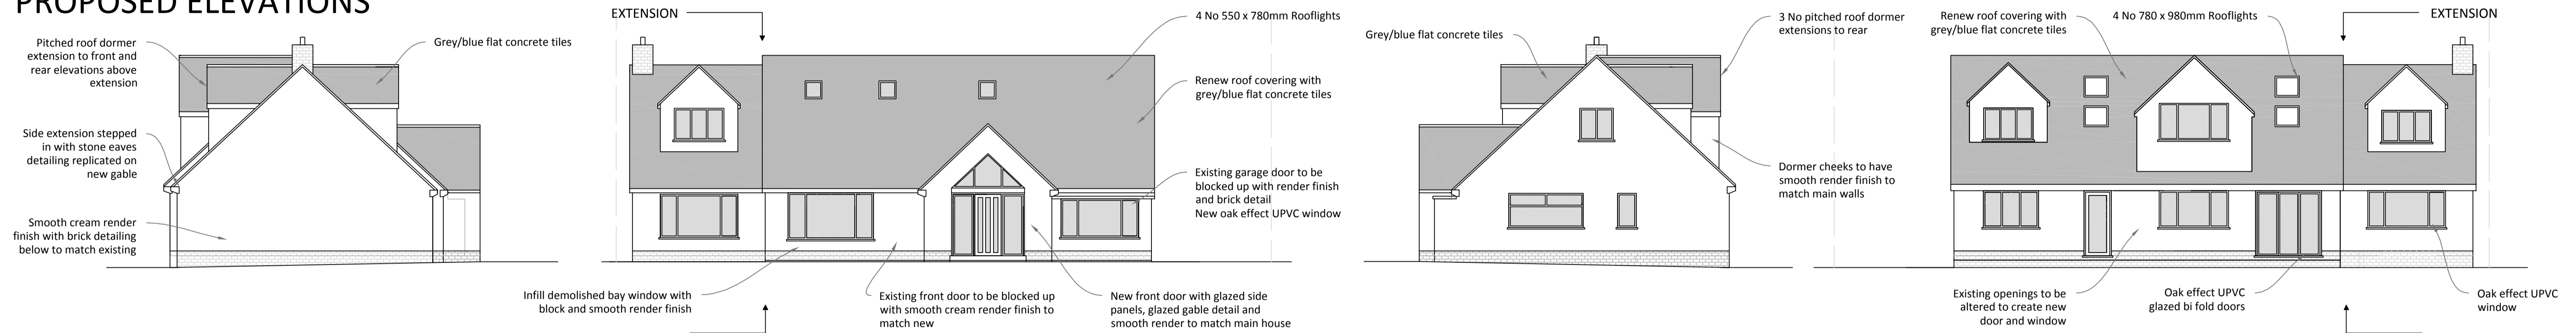 PROPOSED ELEVATIONS
Pitched roof dormer
extension to front and
rear elevations above
extension
Grey/blue flat concrete tiles
Side extension stepped
in with stone eaves
detailing replicated on
new gable
Smooth cream render
finish with brick detailing
below to match existing
EXTENSION
4 No 550 x 780mm Rooflights
Renew roof covering with
grey/blue flat concrete tiles
Existing garage door to be
blocked up with render finish
and brick detail
New oak effect UPVC window
Infill demolished bay window with
block and smooth render finish
Existing front door to be blocked up
with smooth cream render finish to
match new
New front door with glazed side
panels, glazed gable detail and
smooth render to match main house
Grey/blue flat concrete tiles
3 No pitched roof dormer
extensions to rear
Dormer cheeks to have
smooth render finish to
match main walls
Renew roof covering with
grey/blue flat concrete tiles
4 No 780 x 980mm Rooflights
EXTENSION
Existing openings to be
altered to create new
door and window
Oak effect UPVC
glazed bi fold doors
Oak effect UPVC
window